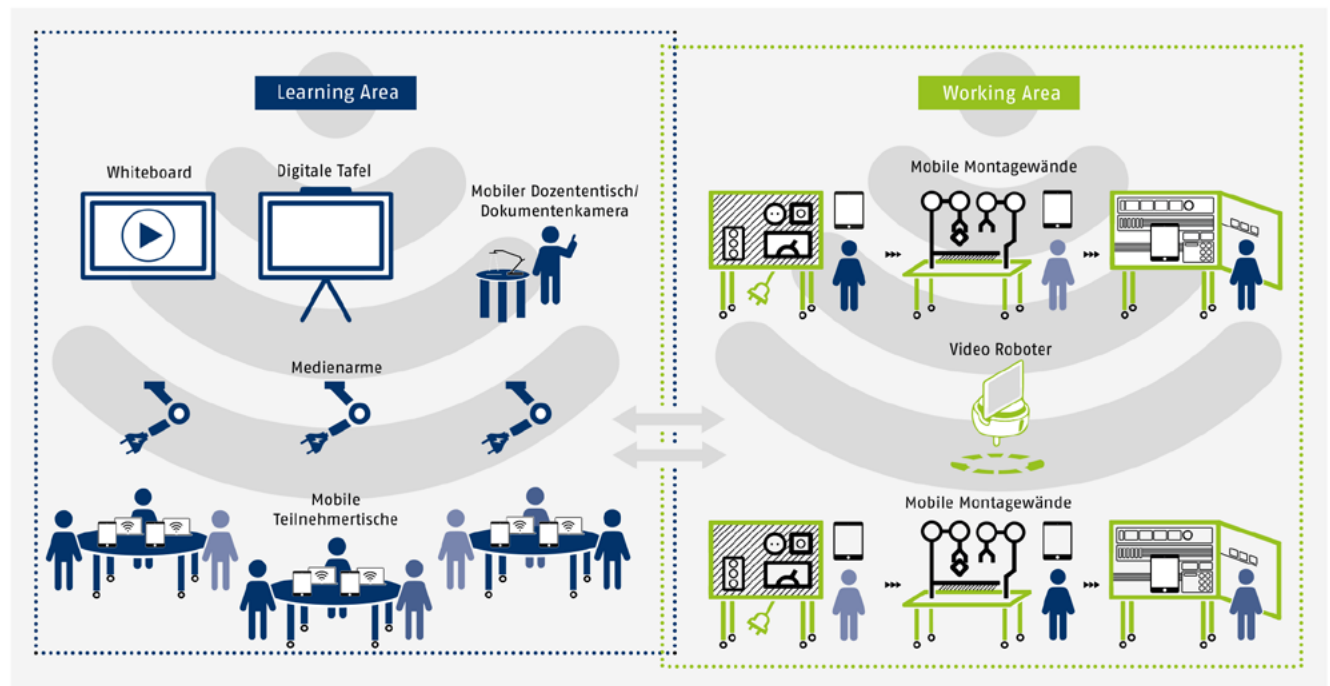 Learning Area
Whiteboard
Digitale Tafel
Mobiler Dozententisch/
Dokumentenkamera
Medienarme
Mobile
Teilnehmertische
Working Area
Mobile Montagewände
Video Roboter
Mobile Montagewände